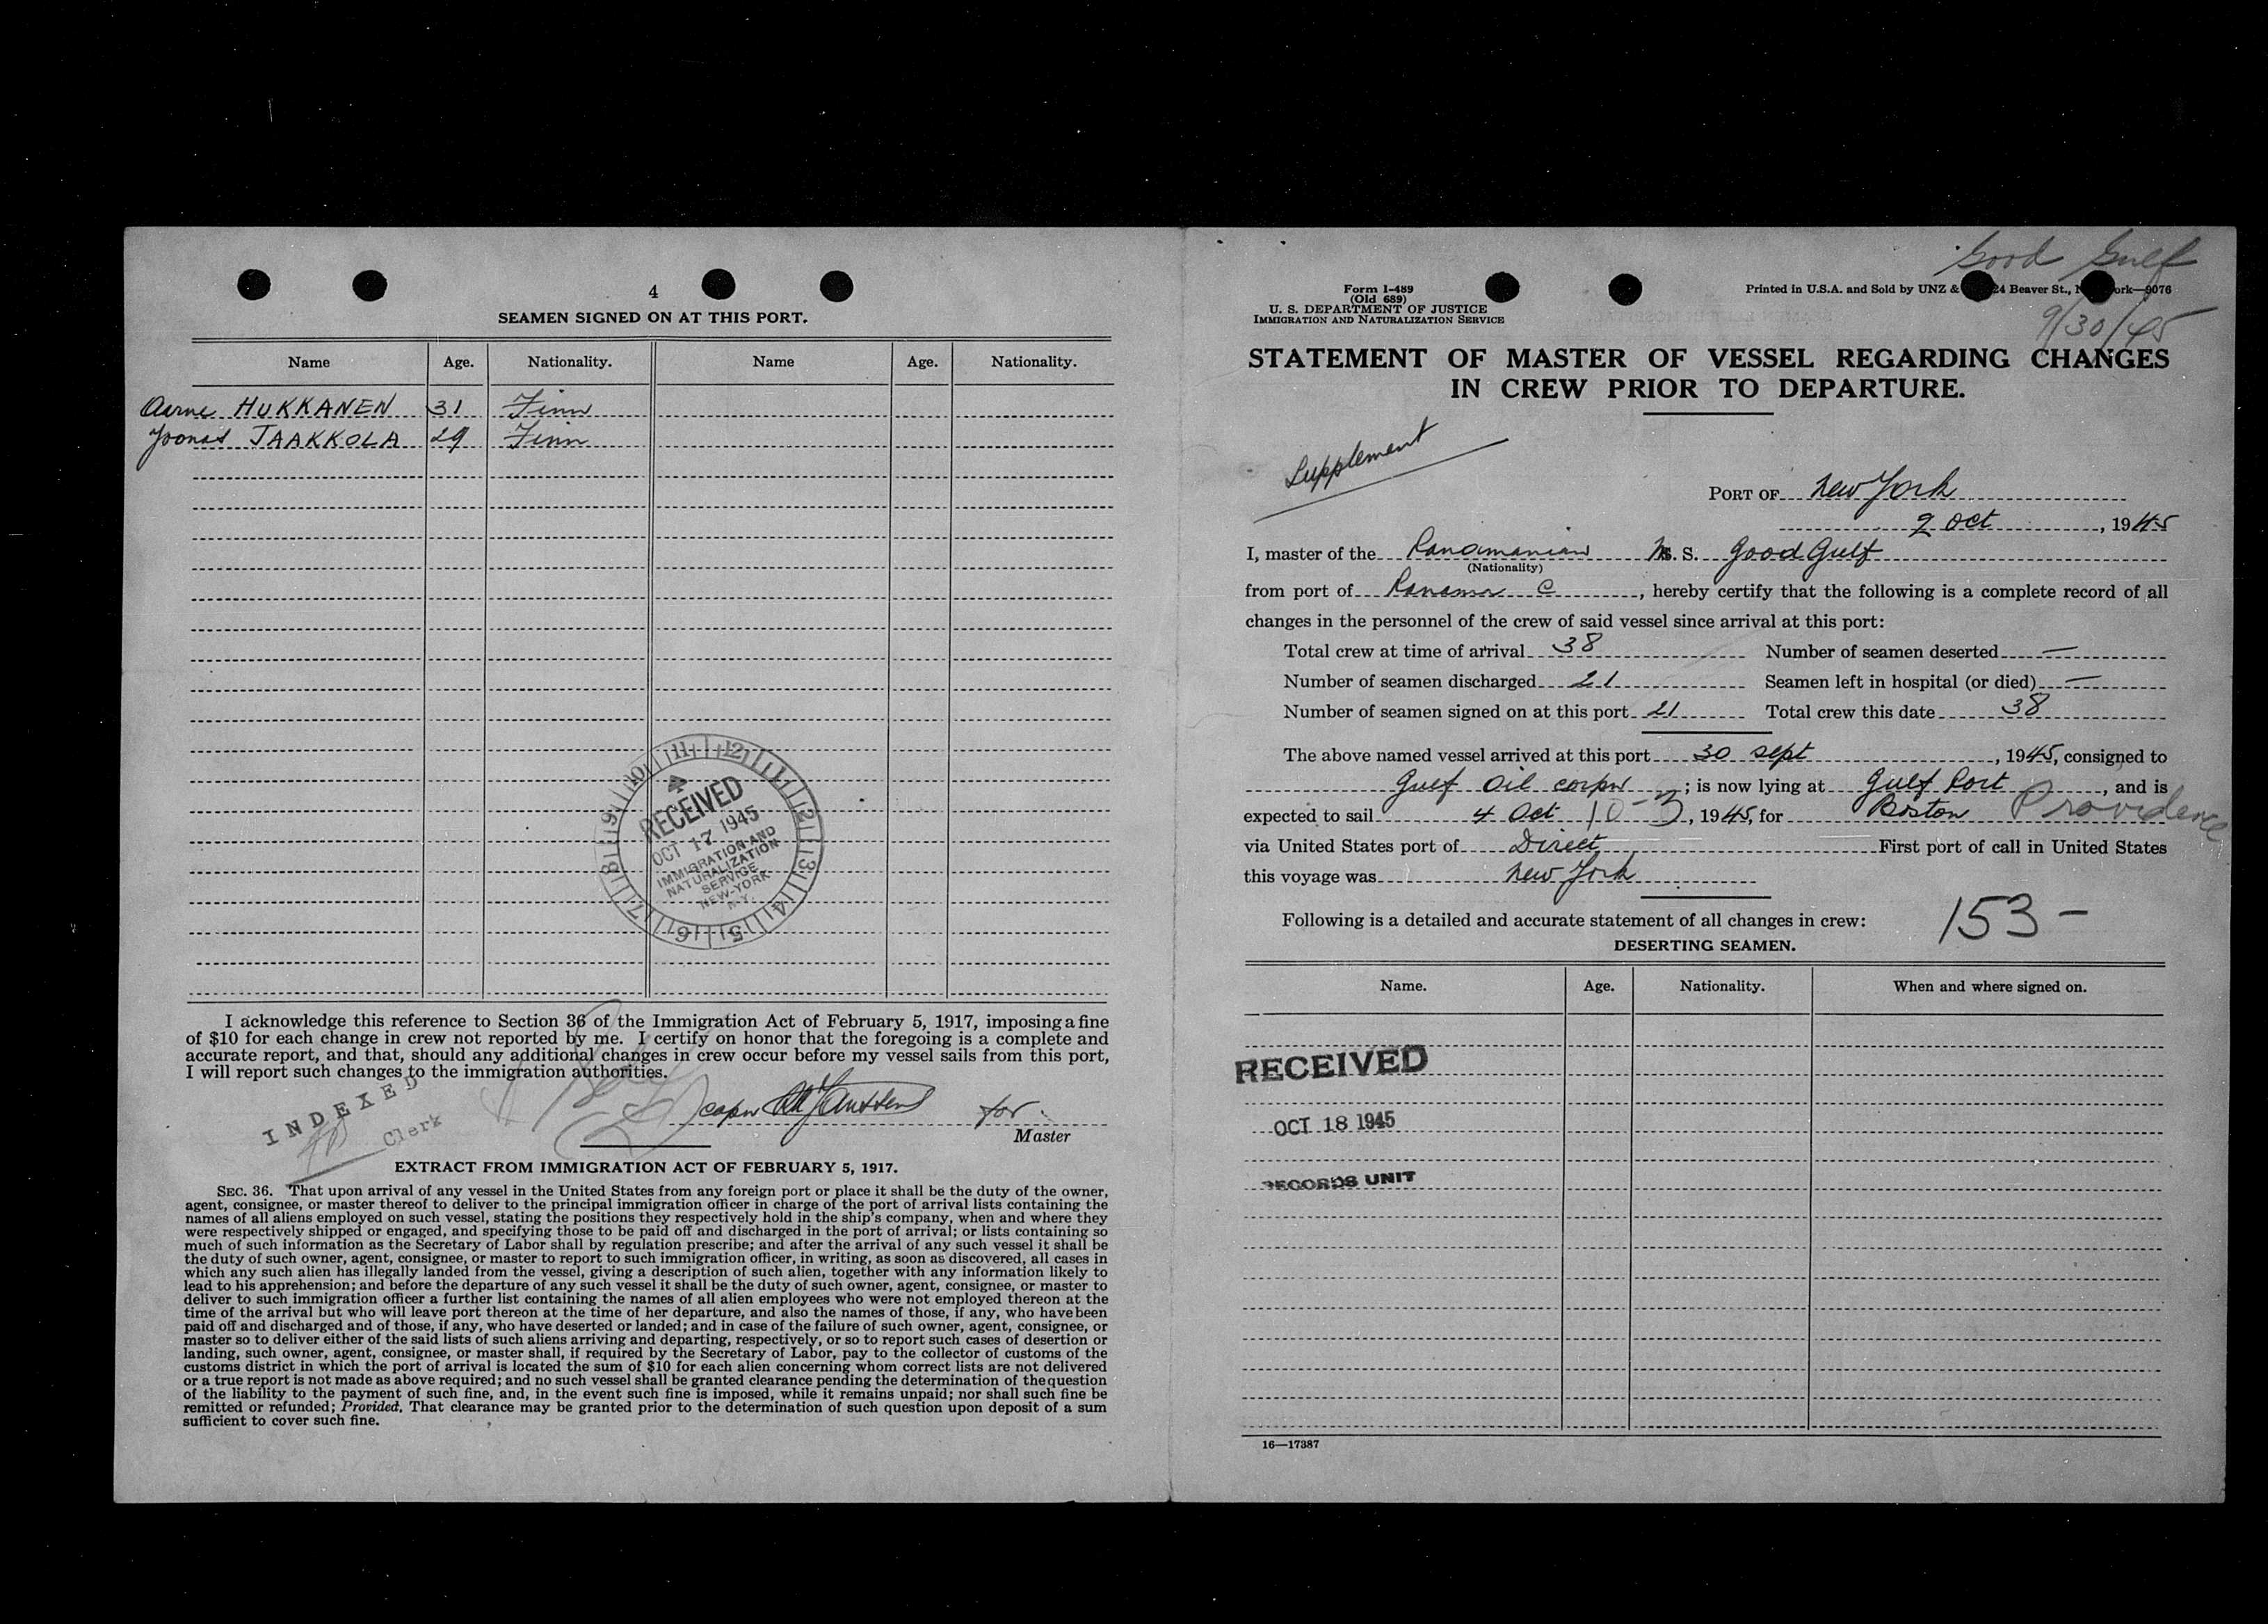 4
SEAMEN SIGNED ON AT THIS PORT.
Name Age. Nationality. Name Age. Nationality.
Aarne HUKKANEN 31 Finn
Joonas JAAKKOLA 29 Finn
RECEIVED
OCT 17 1945
IMMIGRATION AND
NATURALIZATION
SERVICE
NEW-YORK
N.Y.
I acknowledge this reference to Section 36 of the Immigration Act of February 5, 1917, imposing a fine
of $10 for each change in crew not reported by me. I certify on honor that the foregoing is a complete and
accurate report, and that, should any additional changes in crew occur before my vessel sails from this port,
I will report such changes to the immigration authorities.
INDEXED
Clerk
for
Master
EXTRACT FROM IMMIGRATION ACT OF FEBRUARY 5, 1917.
SEC. 36. That upon arrival of any vessel in the United States from any foreign port or place it shall be the duty of the owner,
agent, consignee, or master thereof to deliver to the principal immigration officer in charge of the port of arrival lists containing the
names of all aliens employed on such vessel, stating the positions they respectively hold in the ship's company, when and where they
were respectively shipped or engaged, and specifying those to be paid off and discharged in the port of arrival; or lists containing so
much of such information as the Secretary of Labor shall by regulation prescribe; and after the arrival of any such vessel it shall be
the duty of such owner, agent, consignee, or master to report to such immigration officer, in writing, as soon as discovered, all cases in
which any such alien has illegally landed from the vessel, giving a description of such alien, together with any information likely to
lead to his apprehension; and before the departure of any such vessel it shall be the duty of such owner, agent, consignee, or master to
deliver to such immigration officer a further list containing the names of all alien employees who were not employed thereon at the
time of the arrival but who will leave port thereon at the time of her departure, and also the names of those, if any, who have been
paid off and discharged and of those, if any, who have deserted or landed; and in case of the failure of such owner, agent, consignee, or
master so to deliver either of the said lists of such aliens arriving and departing, respectively, or so to report such cases of desertion or
landing, such owner, agent, consignee, or master shall, if required by the Secretary of Labor, pay to the collector of customs of the
customs district in which the port of arrival is located the sum of $10 for each alien concerning whom correct lists are not delivered
or a true report is not made as above required; and no such vessel shall be granted clearance pending the determination of the question
of the liability to the payment of such fine, and, in the event such fine is imposed, while it remains unpaid; nor shall such fine be
remitted or refunded; Provided, That clearance may be granted prior to the determination of such question upon deposit of a sum
sufficient to cover such fine.
Good Gulf
9/30/45
Form I-489
(Old 689)
U. S. DEPARTMENT OF JUSTICE
IMMIGRATION AND NATURALIZATION SERVICE
Printed in U.S.A. and Sold by UNZ & 24 Beaver St., N ork—9076
STATEMENT OF MASTER OF VESSEL REGARDING CHANGES
IN CREW PRIOR TO DEPARTURE.
Supplement
PORT OF New York
2 Oct, 1945
I, master of the Panamanian M. S. Good Gulf
(Nationality)
from port of Panama C, hereby certify that the following is a complete record of all
changes in the personnel of the crew of said vessel since arrival at this port:
Total crew at time of arrival 38 Number of seamen deserted —
Number of seamen discharged 21 Seamen left in hospital (or died) —
Number of seamen signed on at this port 21 Total crew this date 38
The above named vessel arrived at this port 30 Sept, 1945, consigned to
Gulf Oil Corpn; is now lying at Gulf Port, and is
expected to sail 4 Oct 10-3, 1945, for Boston Providence
via United States port of Direct First port of call in United States
this voyage was New York
Following is a detailed and accurate statement of all changes in crew:
153 -
DESERTING SEAMEN.
Name. Age. Nationality. When and where signed on.
RECEIVED
OCT 18 1945
RECORDS UNIT
16—17387